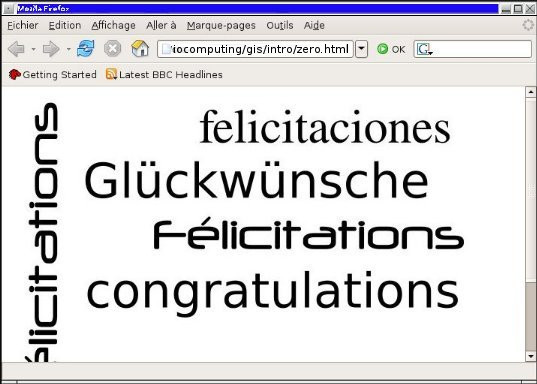 Mozilla Firefox
Fichier Edition Affichage Aller à Marque-pages Outils Aide
iocomputing/gis/intro/zero.html OK G
Getting Started Latest BBC Headlines
felicitaciones
Glückwünsche
Félicitations
congratulations
élicitations